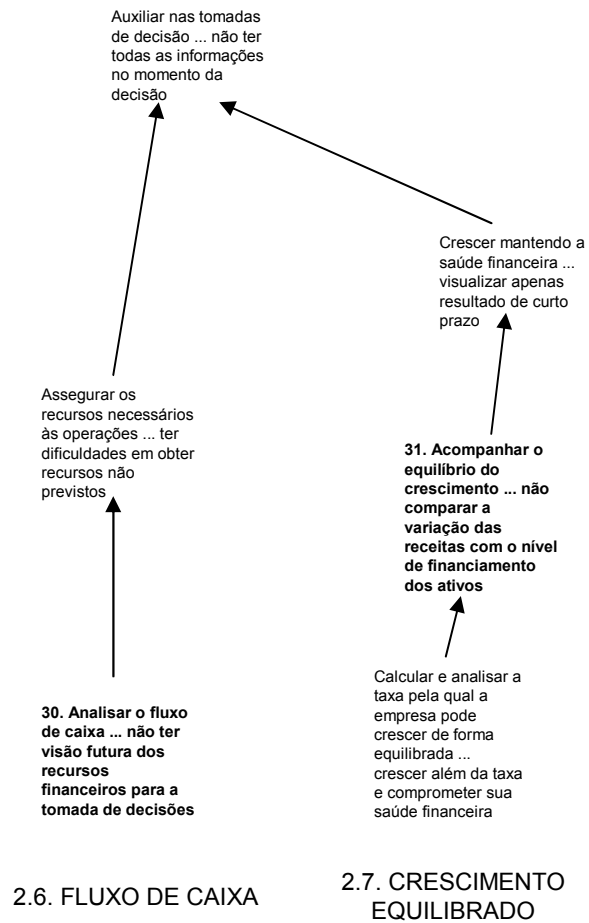 Auxiliar nas tomadas
de decisão ... não ter
todas as informações
no momento da
decisão
Crescer mantendo a
saúde financeira ...
visualizar apenas
resultado de curto
prazo
Assegurar os
recursos necessários
às operações ... ter
dificuldades em obter
recursos não
previstos
31. Acompanhar o
equilíbrio do
crescimento ... não
comparar a
variação das
receitas com o nível
de financiamento
dos ativos
Calcular e analisar a
taxa pela qual a
empresa pode
crescer de forma
equilibrada ...
crescer além da taxa
e comprometer sua
saúde financeira
30. Analisar o fluxo
de caixa ... não ter
visão futura dos
recursos
financeiros para a
tomada de decisões
2.6. FLUXO DE CAIXA
2.7. CRESCIMENTO
EQUILIBRADO